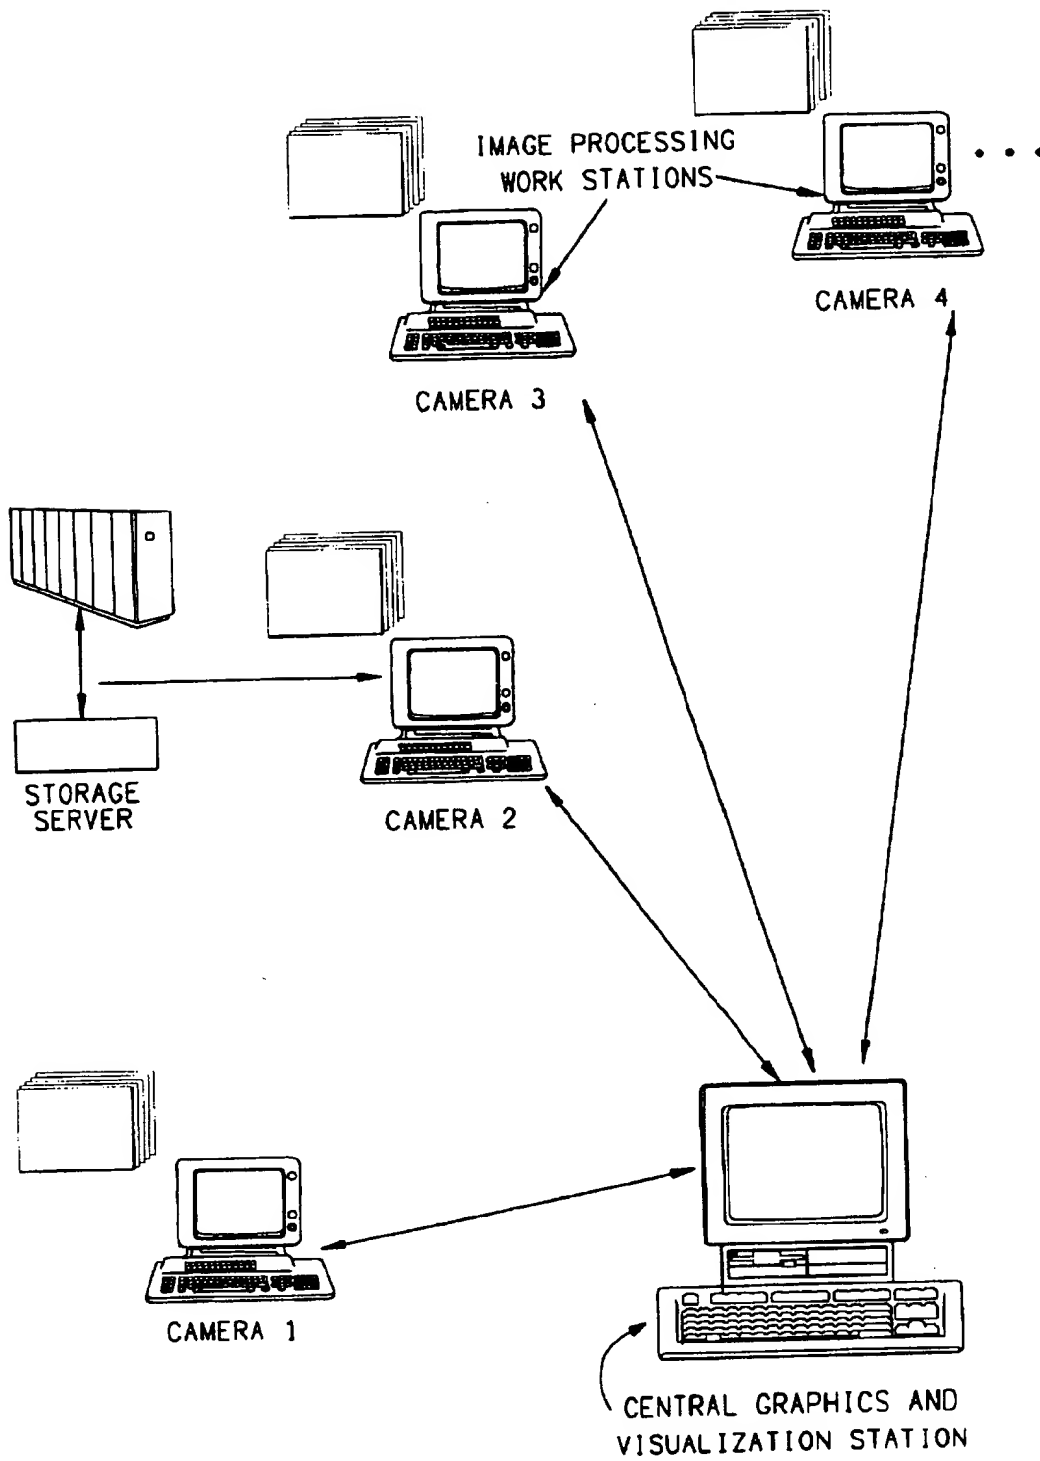 IMAGE PROCESSING
WORK STATIONS
CAMERA 4
CAMERA 3
STORAGE
SERVER
CAMERA 2
CAMERA 1
CENTRAL GRAPHICS AND
VISUALIZATION STATION